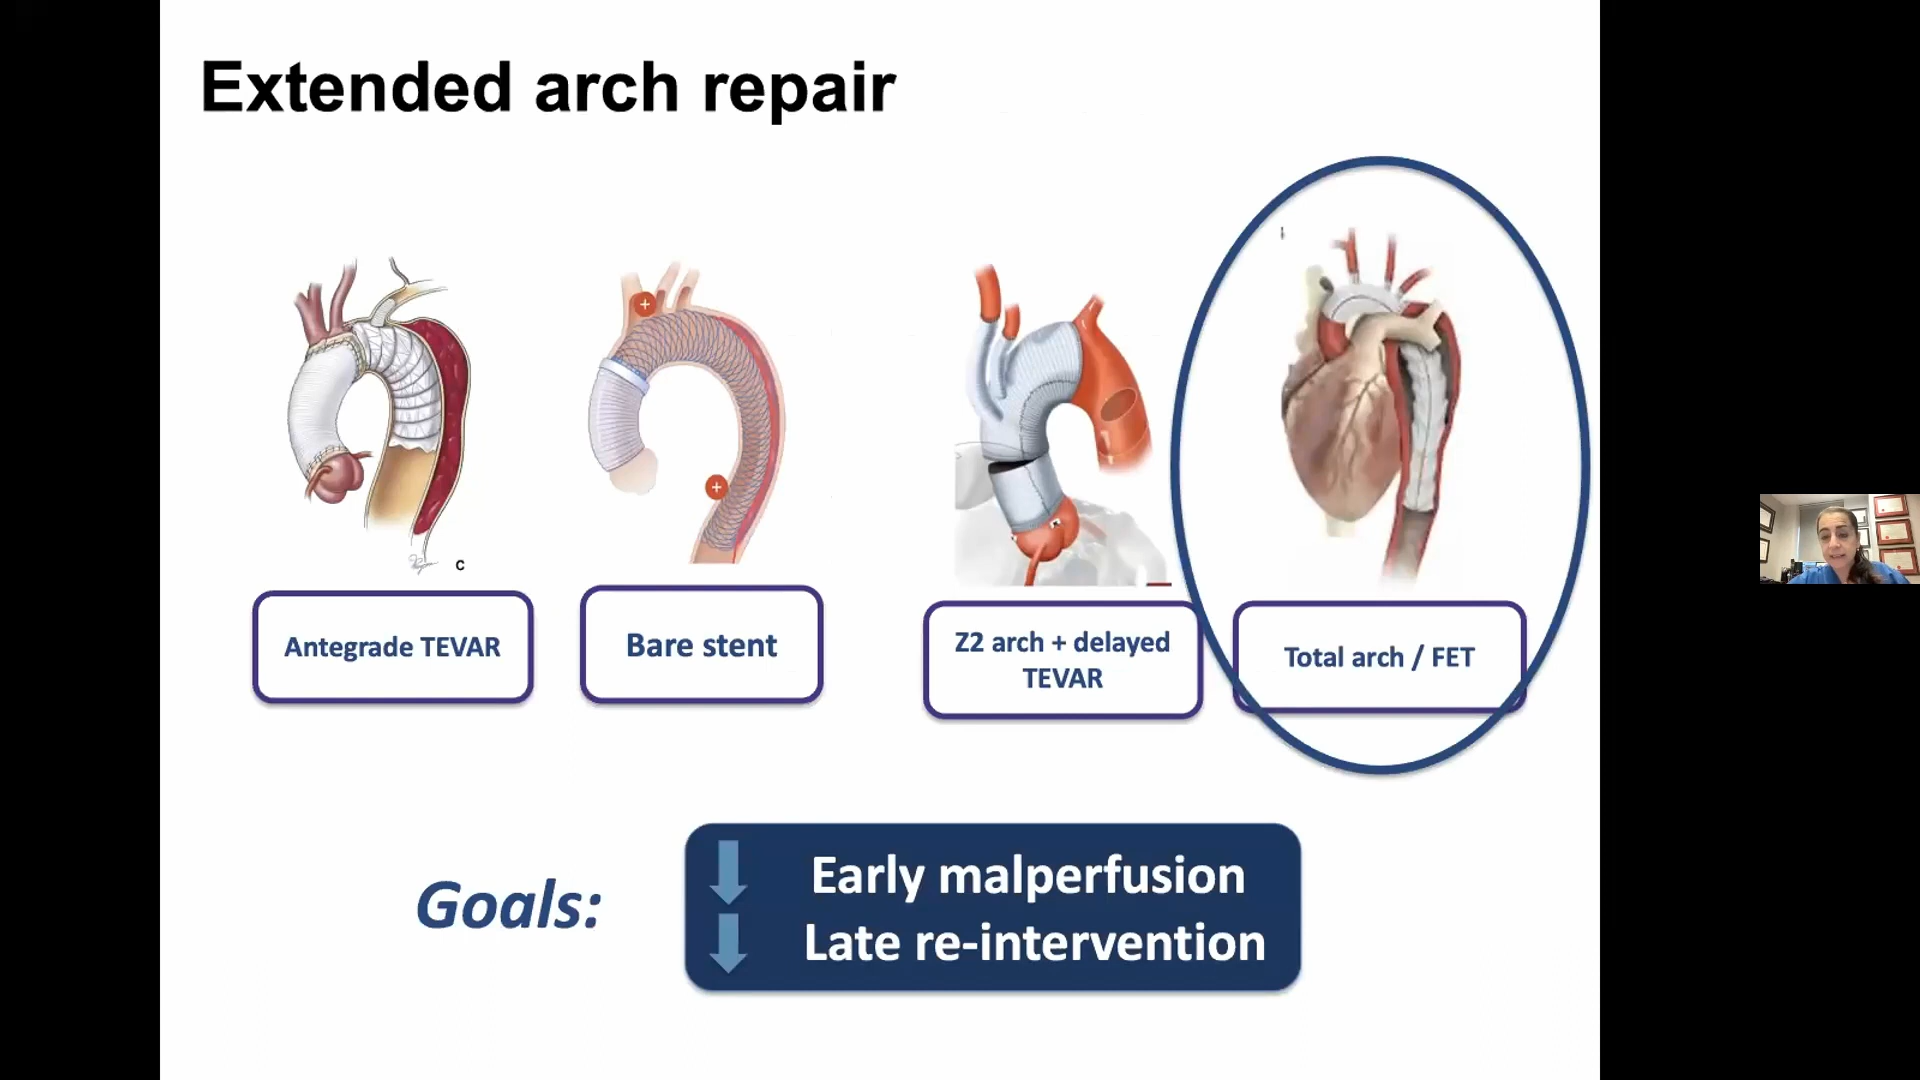 Extended arch repair
C
Antegrade TEVAR
Bare stent
Z2 arch + delayed
TEVAR
Total arch / FET
Goals:
Early malperfusion
Late re-intervention